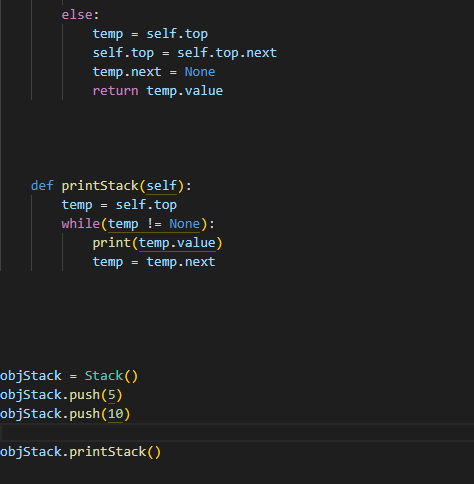 else:
temp = self.top
self.top = self.top.next
temp.next = None
return temp.value
def printStack(self):
temp = self.top
while(temp != None):
print(temp.value)
temp = temp.next
objStack = Stack()
objStack.push(5)
objStack.push(10)
objStack.printStack()